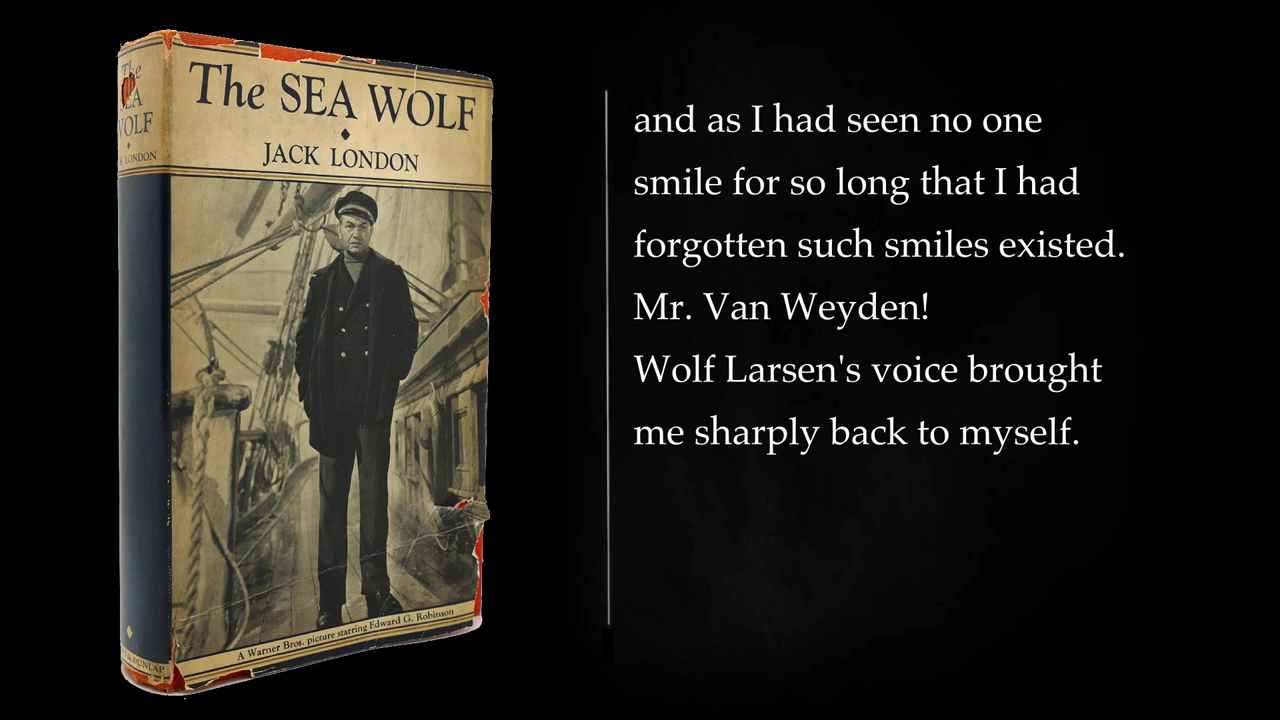 The
WOLF
LONDON
DUNLAP
The SEA WOLF
JACK LONDON
A Warner Bros. picture starring Edward G. Robinson
and as I had seen no one
smile for so long that I had
forgotten such smiles existed.
Mr. Van Weyden!
Wolf Larsen's voice brought
me sharply back to myself.